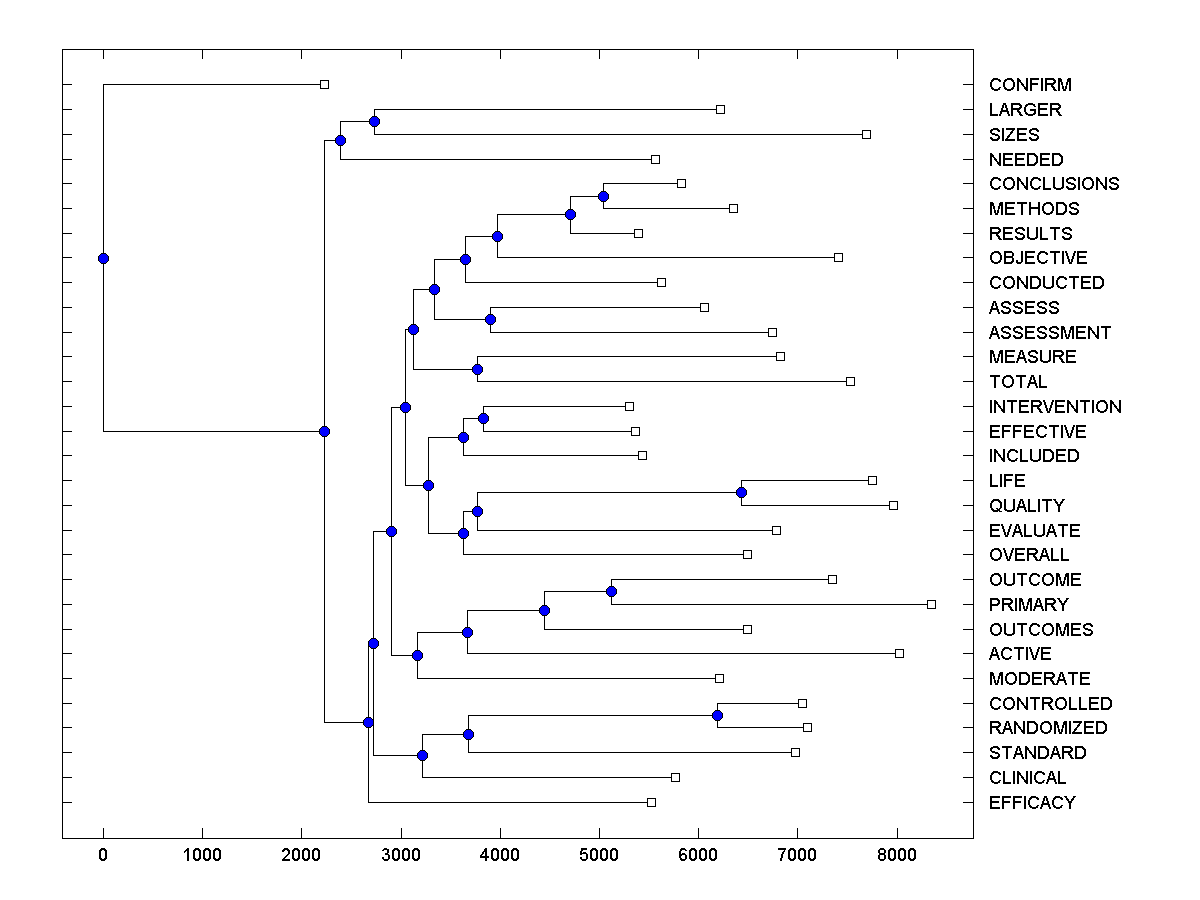 CONFIRM
LARGER
SIZES
NEEDED
CONCLUSIONS
METHODS
RESULTS
OBJECTIVE
CONDUCTED
ASSESS
ASSESSMENT
MEASURE
TOTAL
INTERVENTION
EFFECTIVE
INCLUDED
LIFE
QUALITY
EVALUATE
OVERALL
OUTCOME
PRIMARY
OUTCOMES
ACTIVE
MODERATE
CONTROLLED
RANDOMIZED
STANDARD
CLINICAL
EFFICACY
0 1000 2000 3000 4000 5000 6000 7000 8000